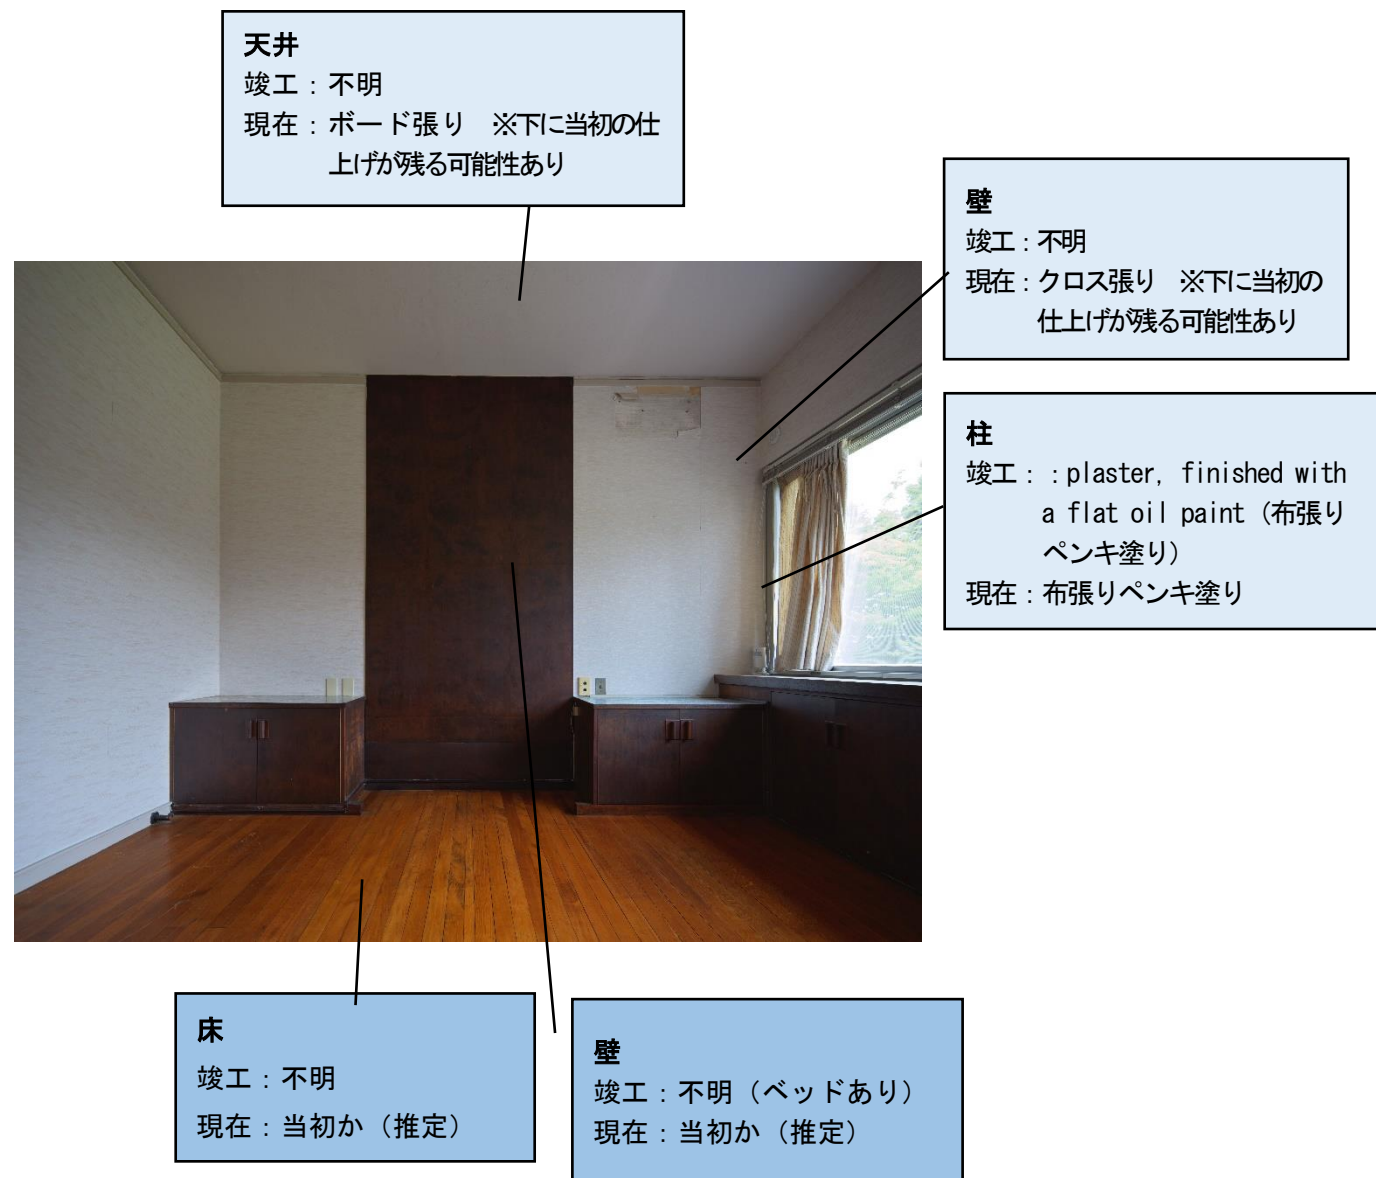 天井
竣工：不明
現在：ボード張り　※下に当初の仕
上げが残る可能性あり
壁
竣工：不明
現在：クロス張り　※下に当初の
仕上げが残る可能性あり
柱
竣工：：plaster, finished with
a flat oil paint（布張り
ペンキ塗り）
現在：布張りペンキ塗り
床
竣工：不明
現在：当初か（推定）
壁
竣工：不明（ベッドあり）
現在：当初か（推定）